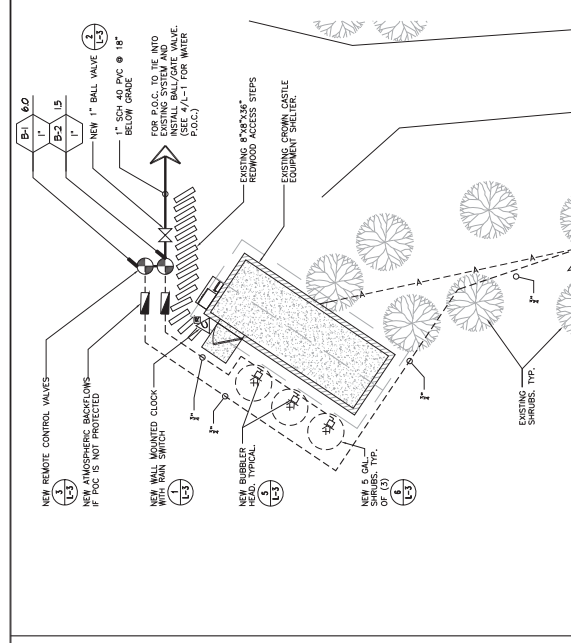 B-1 6.0
1"
B-2 1.5
1"
NEW 1" BALL VALVE
2
L-3
1" SCH 40 PVC @ 18"
BELOW GRADE
FOR P.O.C. TO TIE INTO
EXISTING SYSTEM AND
INSTALL BALL/GATE VALVE.
(SEE 4/L-1 FOR WATER
P.O.C.)
EXISTING 8"x8"x36"
REDWOOD ACCESS STEPS
EXISTING CROWN CASTLE
EQUIPMENT SHELTER.
NEW REMOTE CONTROL VALVES
3
L-3
NEW ATMOSPHERIC BACKFLOWS
IF POC IS NOT PROTECTED
NEW WALL MOUNTED CLOCK
WITH RAIN SWITCH
1
L-3
NEW BUBBLER
HEAD, TYPICAL.
5
L-3
NEW 5 GAL.
SHRUBS. TYP.
OF (3)
6
L-3
EXISTING
SHRUBS. TYP.